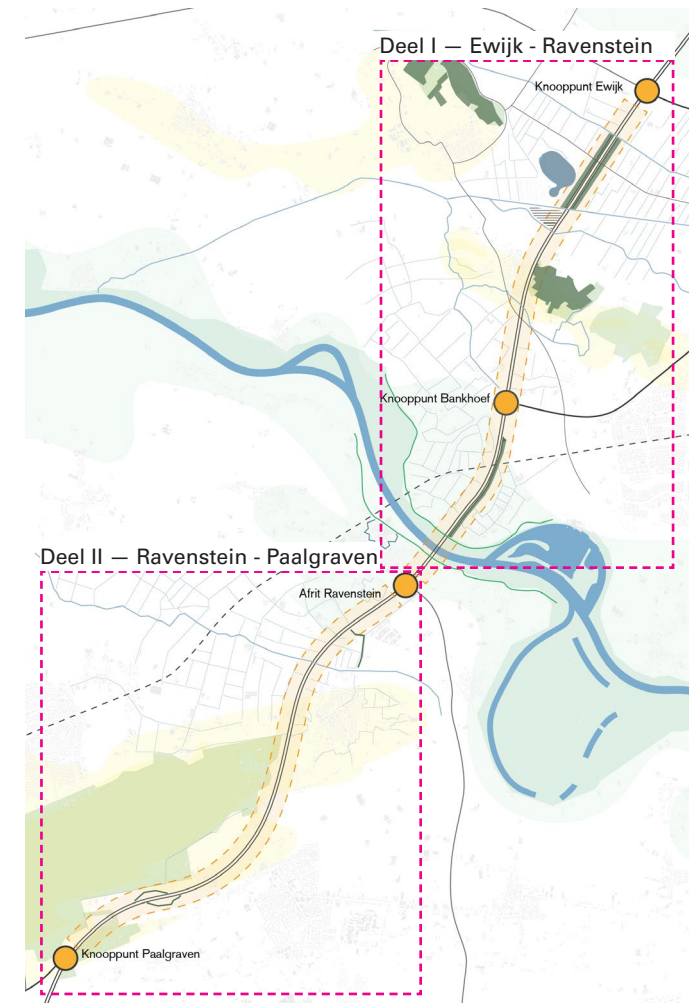 Deel I — Ewijk - Ravenstein
Knooppunt Ewijk
Knooppunt Bankhoef
Deel II — Ravenstein - Paalgraven
Afrit Ravenstein
Knooppunt Paalgraven